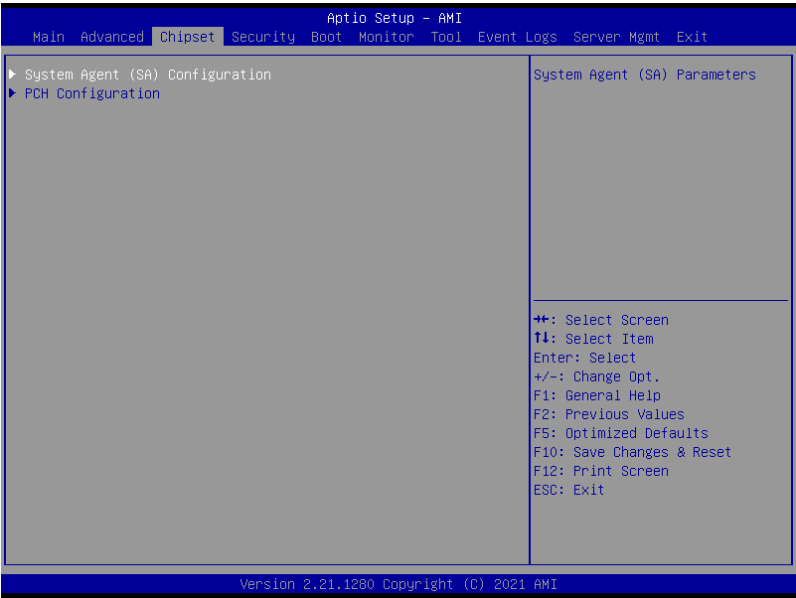 Aptio Setup – AMI
Main Advanced Chipset Security Boot Monitor Tool Event Logs Server Mgmt Exit
▶ System Agent (SA) Configuration
▶ PCH Configuration
System Agent (SA) Parameters
→←: Select Screen
↑↓: Select Item
Enter: Select
+/-: Change Opt.
F1: General Help
F2: Previous Values
F5: Optimized Defaults
F10: Save Changes & Reset
F12: Print Screen
ESC: Exit
Version 2.21.1280 Copyright (C) 2021 AMI